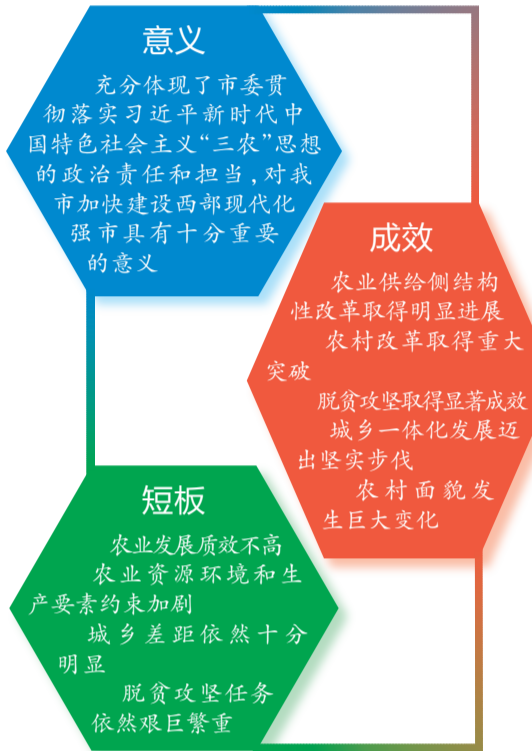 意义
充分体现了市委贯
彻落实习近平新时代中
国特色社会主义“三农”思想
的政治责任和担当,对我
市加快建设西部现代化
强市具有十分重要
的意义
成效
农业供给侧结构
性改革取得明显进展
农村改革取得重大
突破
脱贫攻坚取得显著成效
城乡一体化发展迈
出坚实步伐
农村面貌发
生巨大变化
短板
农业发展质效不高
农业资源环境和生
产要素约束加剧
城乡差距依然十分
明显
脱贫攻坚任务
依然艰巨繁重